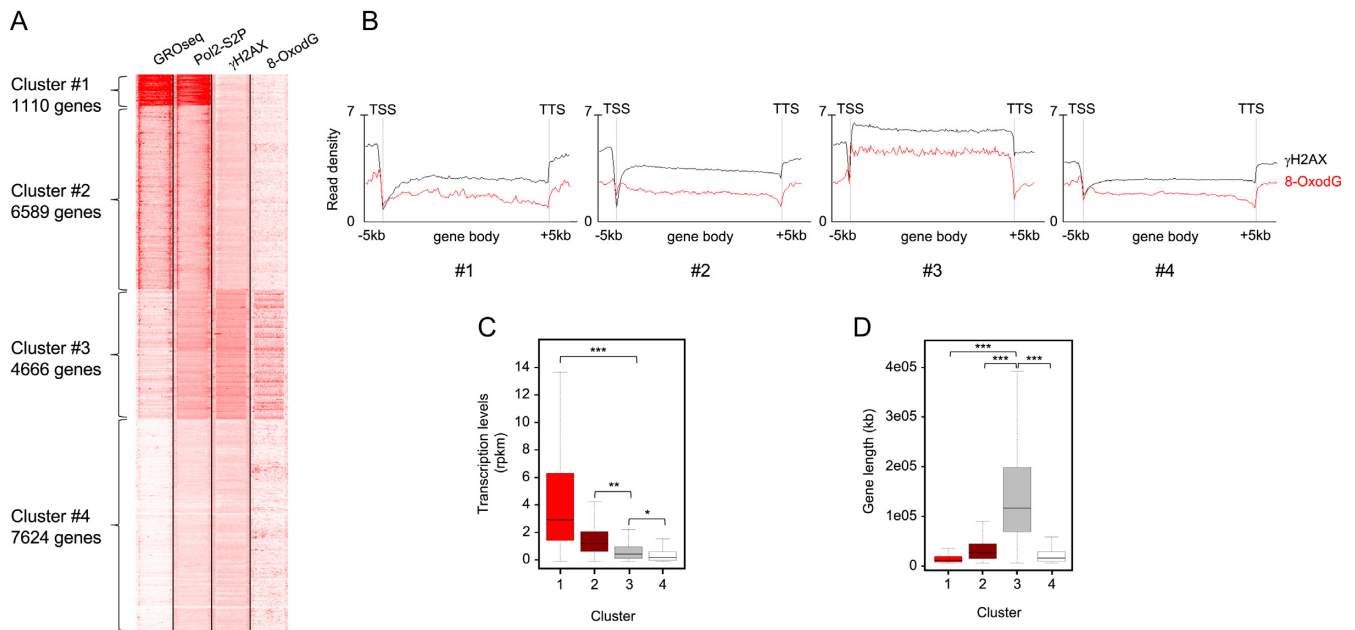 A
GROseq
Pol2-S2P
γH2AX
8-OxodG
Cluster #1
1110 genes
Cluster #2
6589 genes
Cluster #3
4666 genes
Cluster #4
7624 genes
B
Read density
7
TSS
TTS
0
-5kb
gene body
+5kb
#1
7
TSS
TTS
0
-5kb
gene body
+5kb
#2
7
TSS
TTS
0
-5kb
gene body
+5kb
#3
7
TSS
TTS
0
-5kb
gene body
+5kb
#4
γH2AX
8-OxodG
C
Transcription levels
(rpkm)
14
12
10
8
6
4
2
0
***
**
*
1 2 3 4
Cluster
D
Gene length (kb)
4e05
3e05
2e05
1e05
0
***
*** ***
1 2 3 4
Cluster